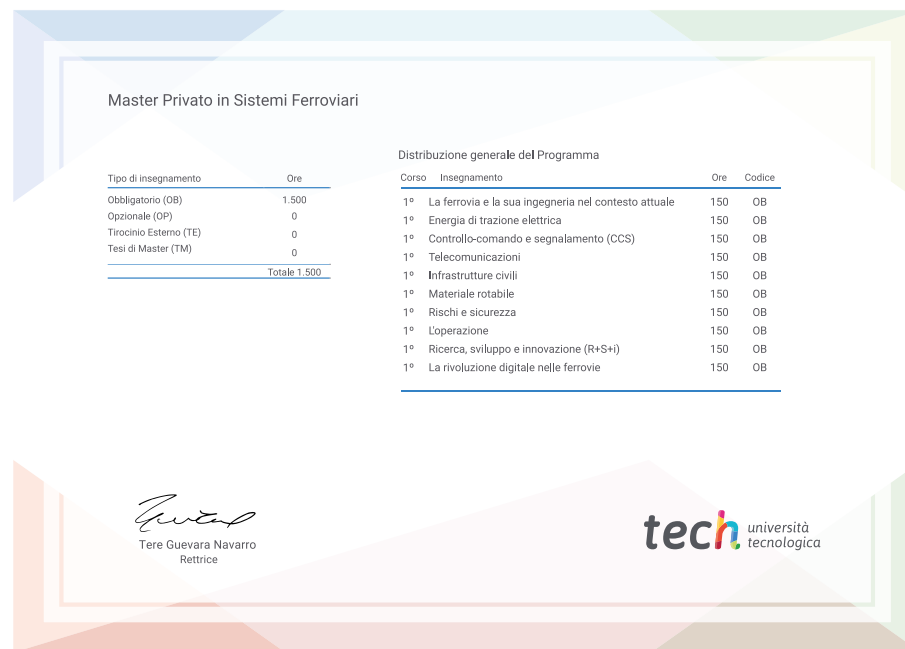 Master Privato in Sistemi Ferroviari
Tipo di insegnamento Ore
Obbligatorio (OB) 1.500
Opzionale (OP) 0
Tirocinio Esterno (TE) 0
Tesi di Master (TM) 0
Totale 1.500
Distribuzione generale del Programma
Corso Insegnamento Ore Codice
1º La ferrovia e la sua ingegneria nel contesto attuale 150 OB
1º Energia di trazione elettrica 150 OB
1º Controllo-comando e segnalamento (CCS) 150 OB
1º Telecomunicazioni 150 OB
1º Infrastrutture civili 150 OB
1º Materiale rotabile 150 OB
1º Rischi e sicurezza 150 OB
1º L'operazione 150 OB
1º Ricerca, sviluppo e innovazione (R+S+i) 150 OB
1º La rivoluzione digitale nelle ferrovie 150 OB
Tere Guevara Navarro
Rettrice
tech università
tecnologica